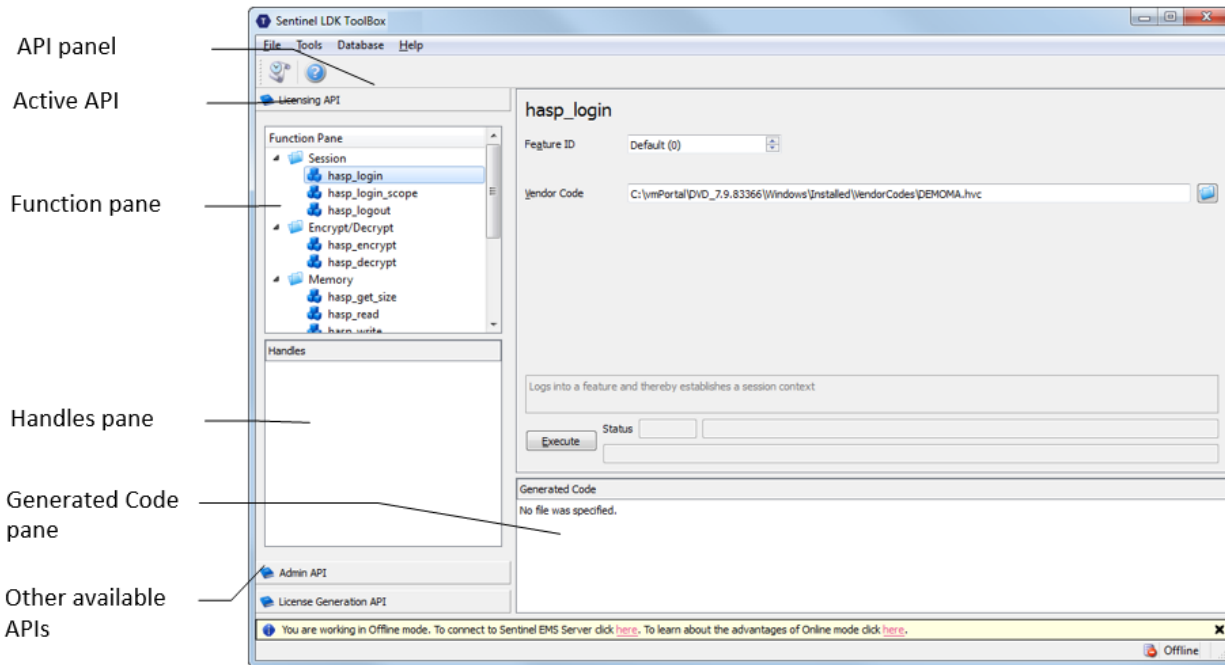 Sentinel LDK ToolBox
API panel
File Tools Database Help
Active API
Licensing API
hasp_login
Function Pane
Feature ID
Default (0)
Session
hasp_login
Vendor Code
C:\vmPortal\DVD_7.9.83366\Windows\Installed\VendorCodes\DEMOMA.hvc
hasp_login_scope
Function pane
hasp_logout
Encrypt/Decrypt
hasp_encrypt
hasp_decrypt
Memory
hasp_get_size
hasp_read
hasp_write
Handles
Logs into a feature and thereby establishes a session context
Handles pane
Status
Execute
Generated Code
Generated Code
pane
No file was specified.
Admin API
Other available
APIs
License Generation API
You are working in Offline mode. To connect to Sentinel EMS Server click here. To learn about the advantages of Online mode click here.
Offline